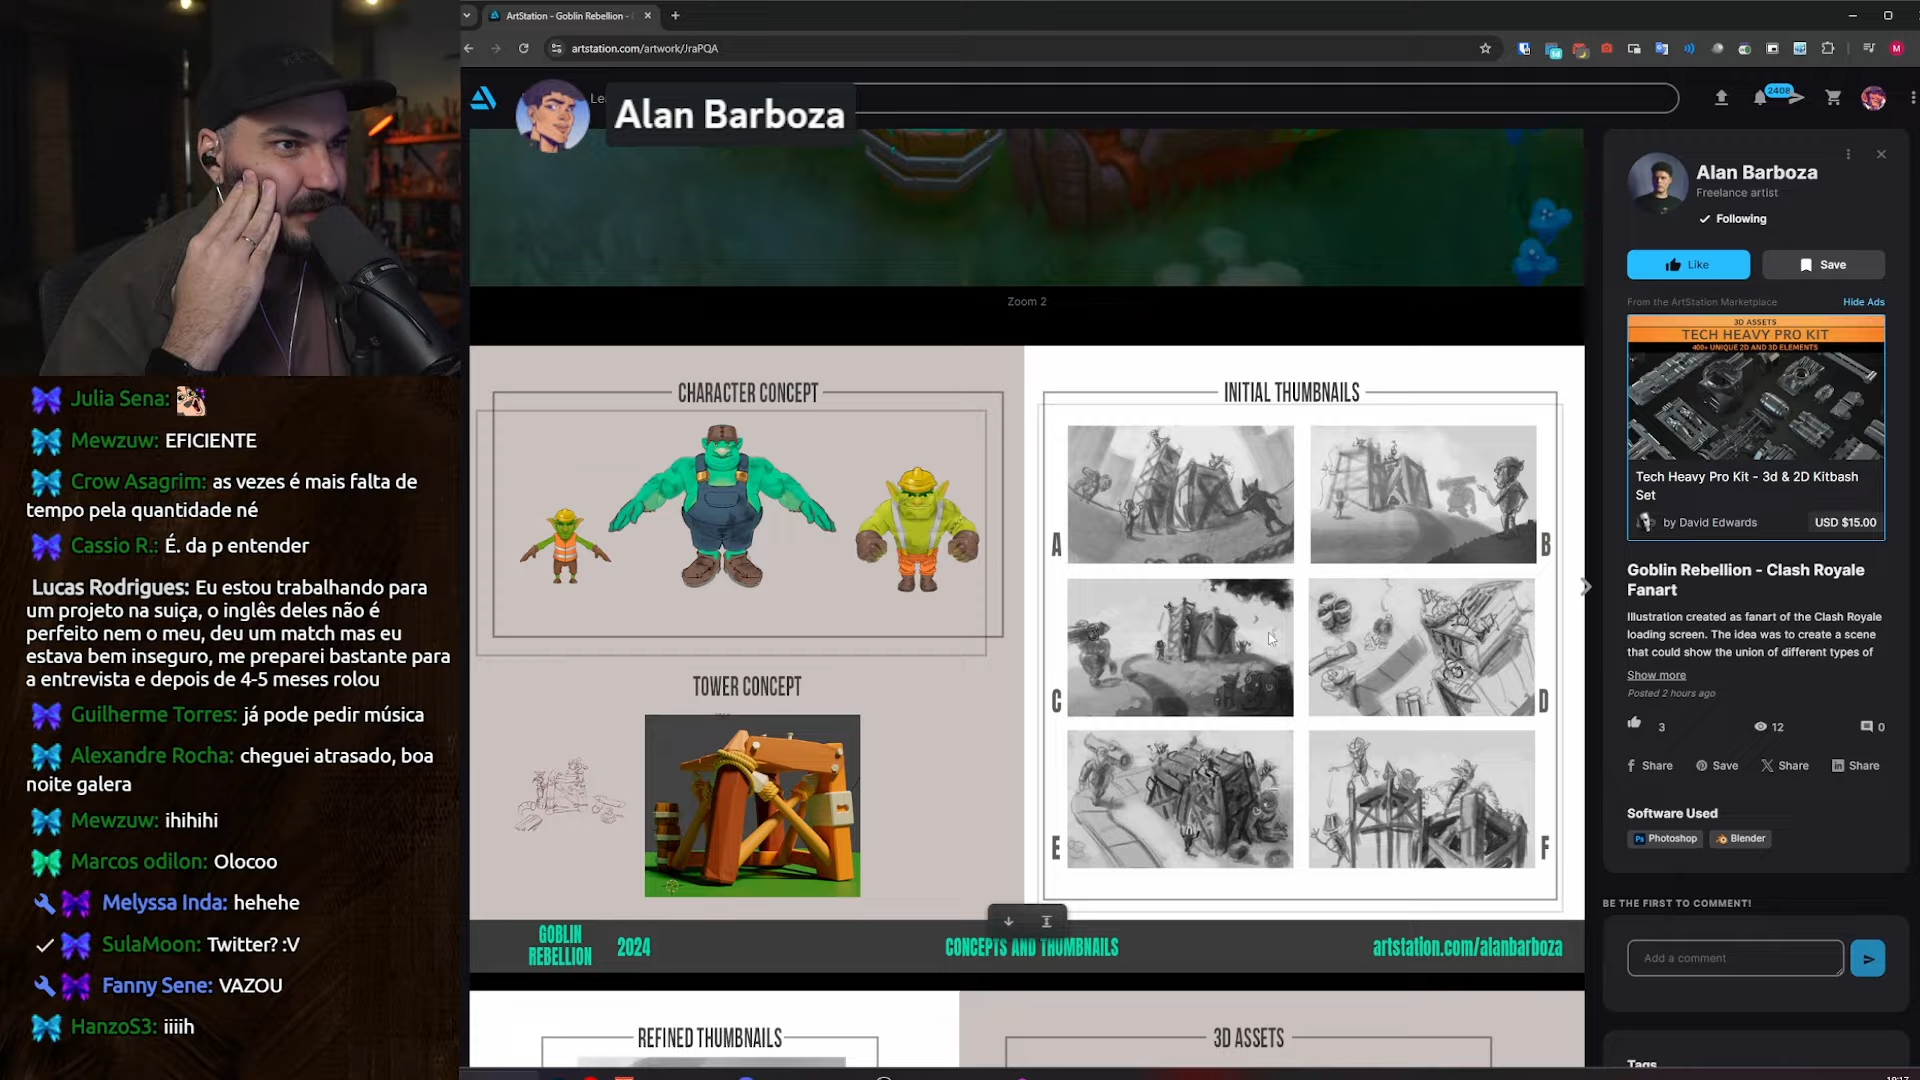 ArtStation - Goblin Rebellion -
artstation.com/artwork/JraPQA
Alan Barboza
2408
Zoom 2
CHARACTER CONCEPT
TOWER CONCEPT
INITIAL THUMBNAILS
A
B
C
D
E
F
GOBLIN
REBELLION
2024
CONCEPTS AND THUMBNAILS
artstation.com/alanbarboza
REFINED THUMBNAILS
3D ASSETS
Alan Barboza
Freelance artist
Following
Like
Save
From the ArtStation Marketplace
Hide Ads
3D ASSETS
TECH HEAVY PRO KIT
400+ UNIQUE 2D AND 3D ELEMENTS
Tech Heavy Pro Kit - 3d & 2D Kitbash
Set
by David Edwards
USD $15.00
Goblin Rebellion - Clash Royale
Fanart
Illustration created as fanart of the Clash Royale
loading screen. The idea was to create a scene
that could show the union of different types of
Show more
Posted 2 hours ago
3
12
0
Share
Save
Share
Share
Software Used
Ps Photoshop
Blender
BE THE FIRST TO COMMENT!
Add a comment
Tags
Julia Sena:
Mewzuw: EFICIENTE
Crow Asagrim: as vezes é mais falta de
tempo pela quantidade né
Cassio R.: É. da p entender
Lucas Rodrigues: Eu estou trabalhando para
um projeto na suiça, o inglês deles não é
perfeito nem o meu, deu um match mas eu
estava bem inseguro, me preparei bastante para
a entrevista e depois de 4-5 meses rolou
Guilherme Torres: já pode pedir música
Alexandre Rocha: cheguei atrasado, boa
noite galera
Mewzuw: ihihihi
Marcos odilon: Olocoo
Melyssa Inda: hehehe
SulaMoon: Twitter? :V
Fanny Sene: VAZOU
HanzoS3: iiiih